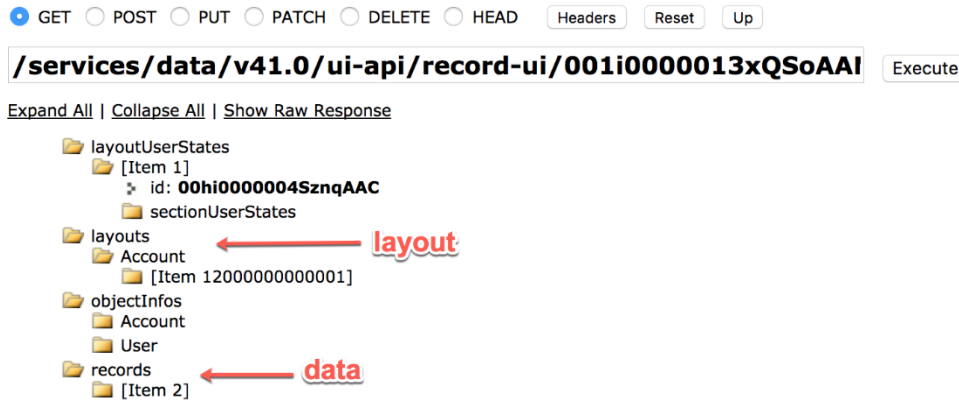 GET POST PUT PATCH DELETE HEAD Headers Reset Up
/services/data/v41.0/ui-api/record-ui/001i0000013xQSoAAI Execute
Expand All | Collapse All | Show Raw Response
layoutUserStates
[Item 1]
id: 00hi0000004SznqAAC
sectionUserStates
layouts layout
Account
[Item 12000000000001]
objectInfos
Account
User
records data
[Item 2]